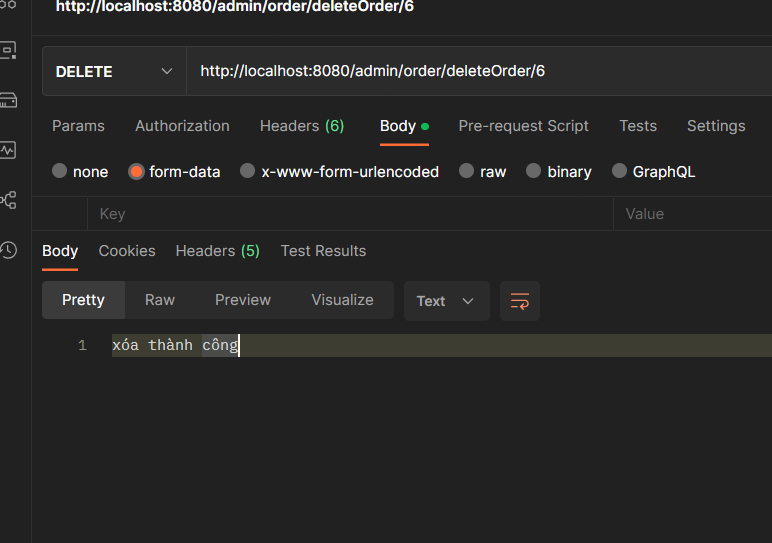 http://localhost:8080/admin/order/deleteOrder/6
DELETE http://localhost:8080/admin/order/deleteOrder/6
Params Authorization Headers (6) Body Pre-request Script Tests Settings
none form-data x-www-form-urlencoded raw binary GraphQL
Key Value
Body Cookies Headers (5) Test Results
Pretty Raw Preview Visualize Text
1 xóa thành công